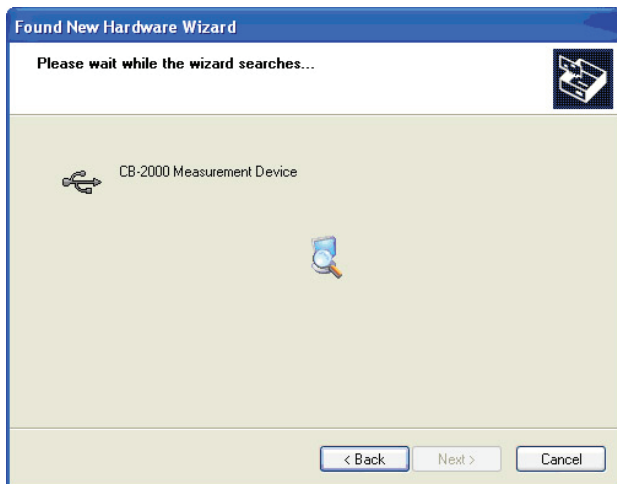 Found New Hardware Wizard
Please wait while the wizard searches...
CB-2000 Measurement Device
< Back
Next >
Cancel